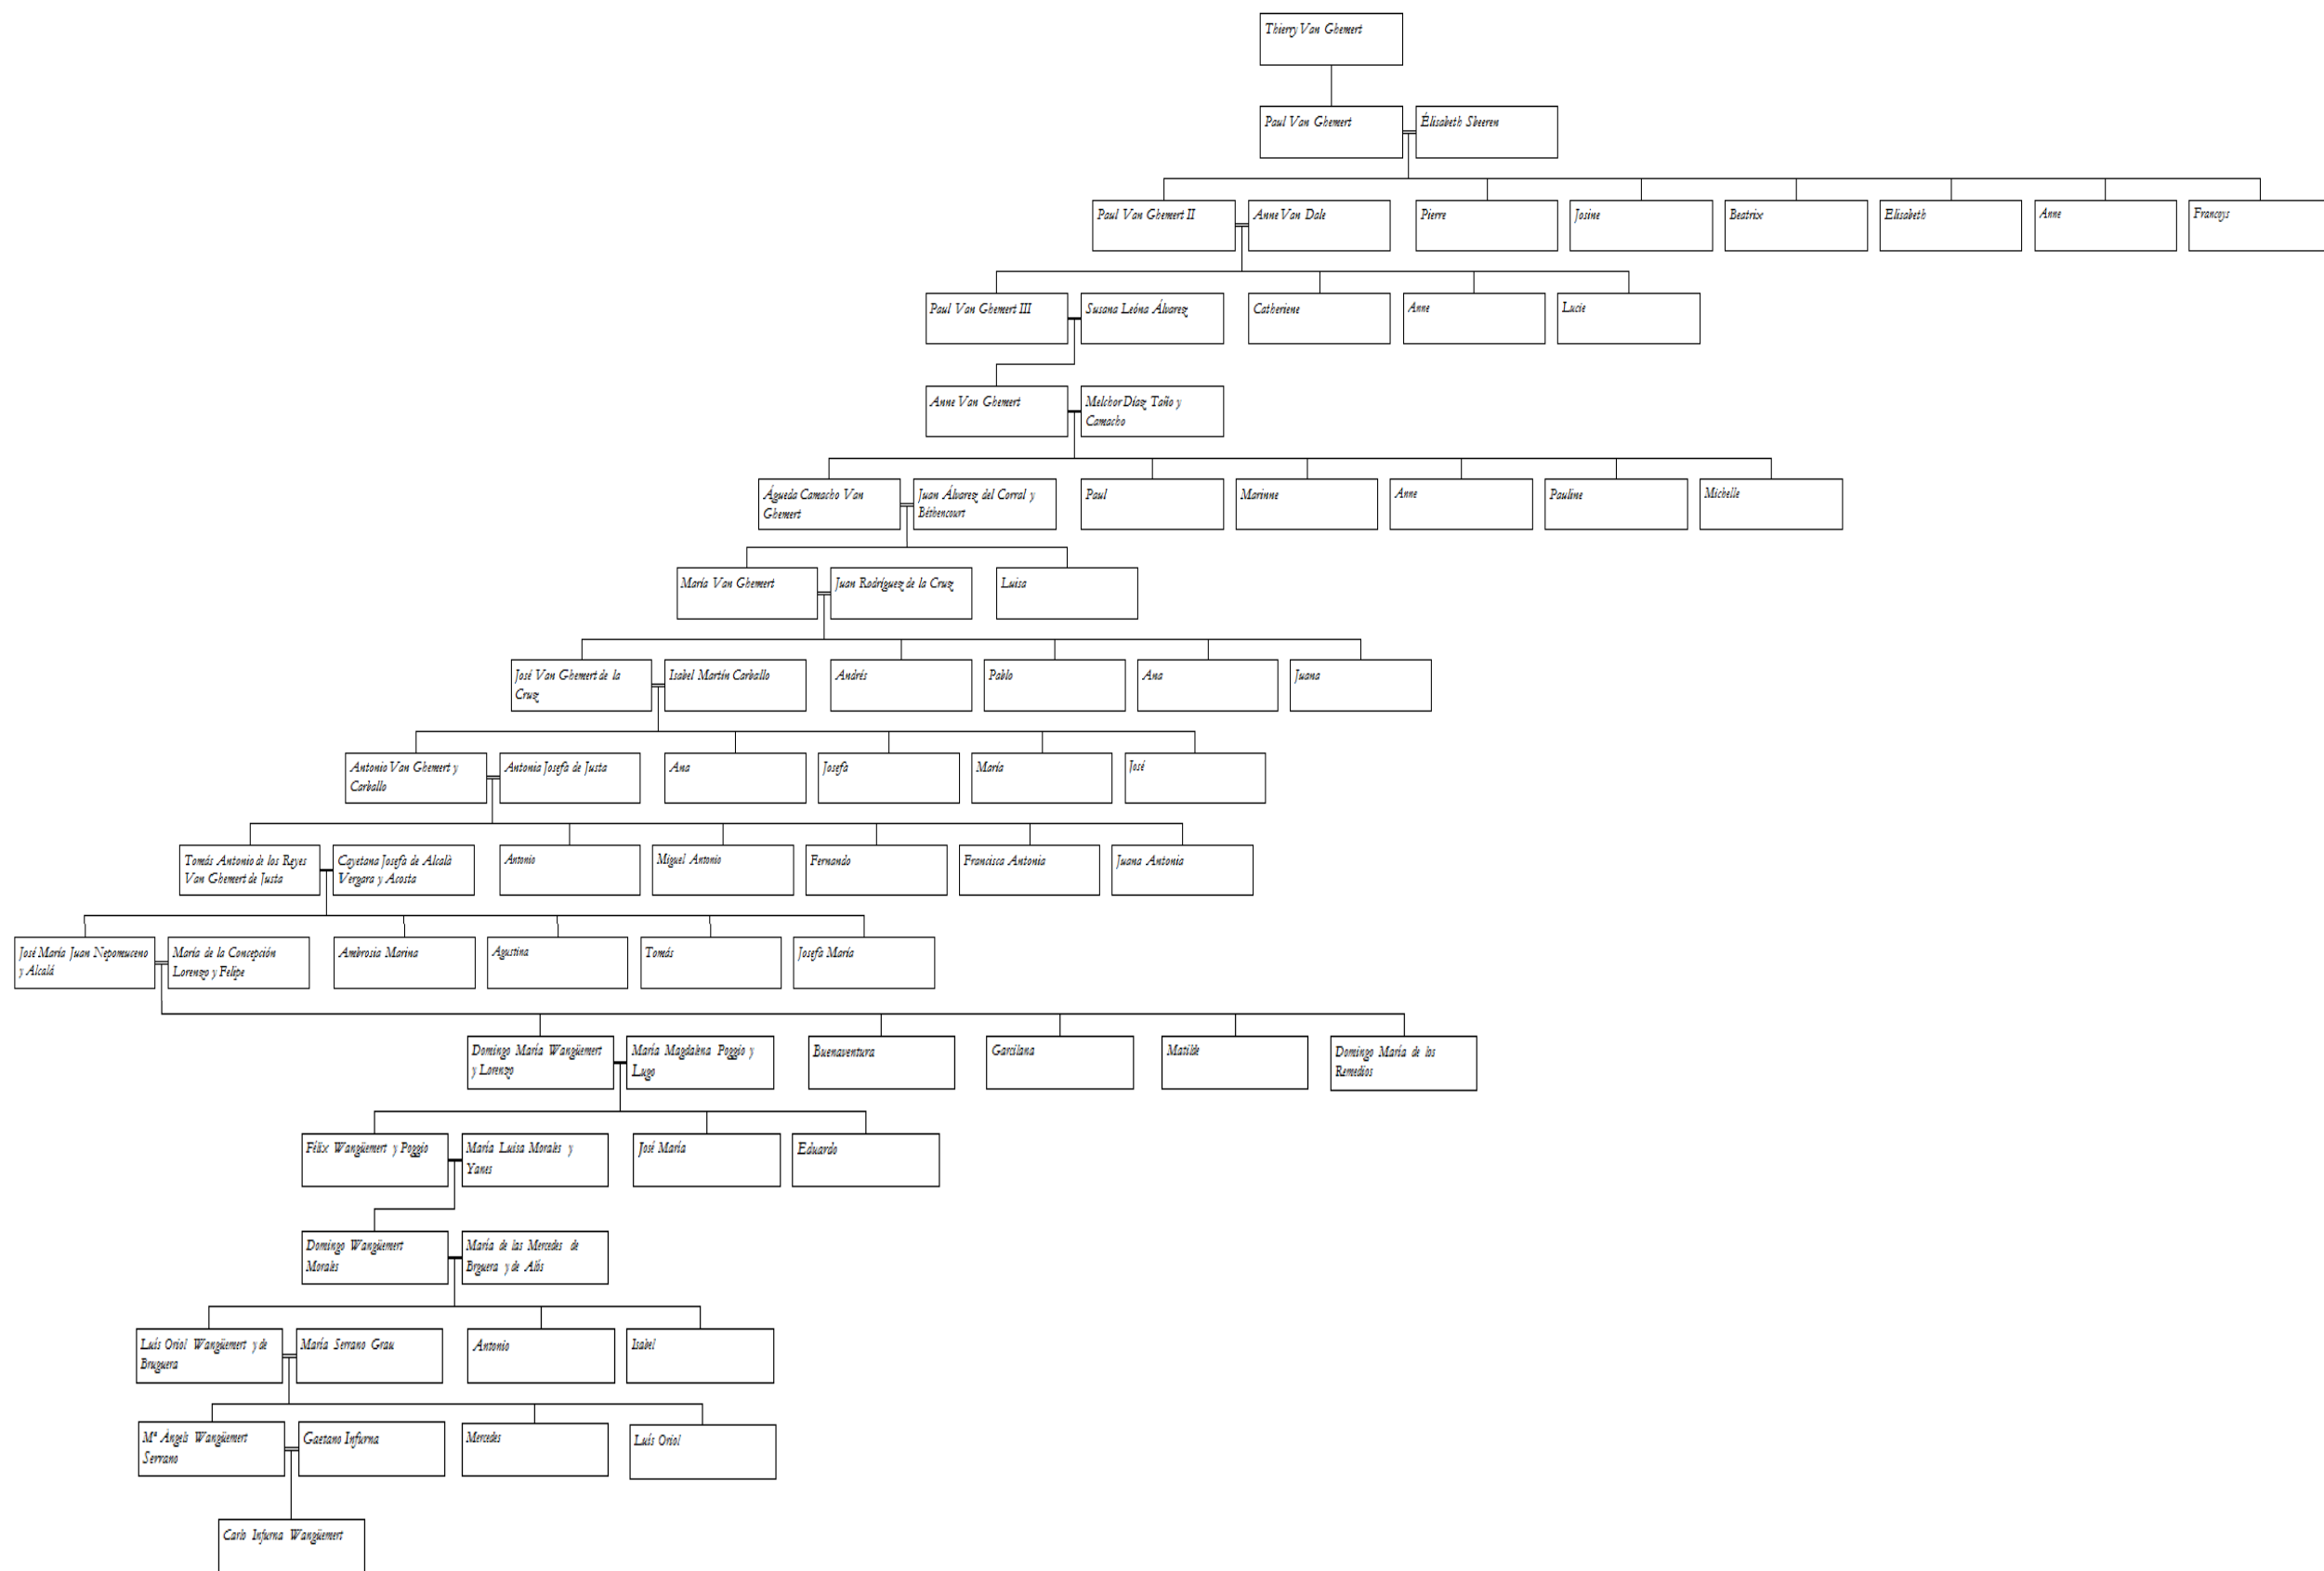 Thierry Van Ghemert
Paul Van Ghemert
Élisabeth Sbeeren
Paul Van Ghemert II
Anne Van Dale
Pierre
Josine
Beatrix
Elisabeth
Anne
Francoys
Paul Van Ghemert III
Susana Leóna Álvarez
Catheriene
Anne
Lucie
Anne Van Ghemert
Melchor Díaz Taño y
Camacho
Águeda Camacho Van
Ghemert
Juan Álvarez del Corral y
Béthencourt
Paul
Marinne
Anne
Pauline
Michelle
María Van Ghemert
Juan Rodríguez de la Cruz
Luisa
José Van Ghemert de la
Cruz
Isabel Martín Carballo
Andrés
Pablo
Ana
Juana
Antonio Van Ghemert y
Carballo
Antonia Josefa de Justa
Ana
Josefa
María
José
Tomás Antonio de los Reyes
Van Ghemert de Justa
Cayetana Josefa de Alcalà
Vergara y Acosta
Antonio
Miguel Antonio
Fernando
Francisca Antonia
Juana Antonia
José María Juan Nepomuceno
y Alcalá
María de la Concepción
Lorenzo y Felipe
Ambrosia Marina
Agustina
Tomás
Josefa María
Domingo María Wangüemert
y Lorenzo
María Magdalena Poggio y
Lugo
Buenaventura
Garcilana
Matilde
Domingo María de los
Remedios
Félix Wangüemert y Poggio
María Luisa Morales y
Yanes
José María
Eduardo
Domingo Wangüemert
Morales
María de las Mercedes de
Brguera y de Alós
Luís Oriol Wangüemert y de
Bruguera
María Serrano Grau
Antonio
Isabel
Mª Àngels Wangüemert
Serrano
Gaetano Infurna
Mercedes
Luís Oriol
Carlo Infurna Wangüemert